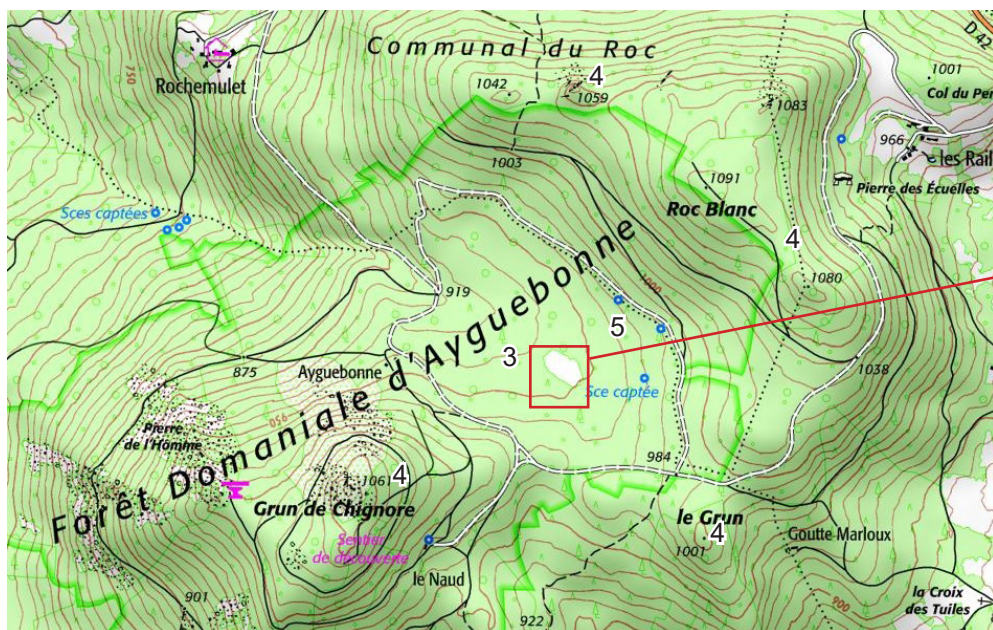 Communal du Roc
D 42
750
Rochemulet
1042
4
1059
1083
1001
Col du Per
966
les Rail
1003
1091
Pierre des Écuelles
Roc Blanc
Sces captées
4
1080
919
1000
5
3
Forêt Domaniale d'Ayguebonne
875
Ayguebonne
Sce captée
1038
950
Pierre
de l'Homme
984
1061
4
Grun de Chignore
le Grun
4
1001
Goutte Marloux
Sentier
de découverte
le Naud
901
922
900
la Croix
des Tuiles